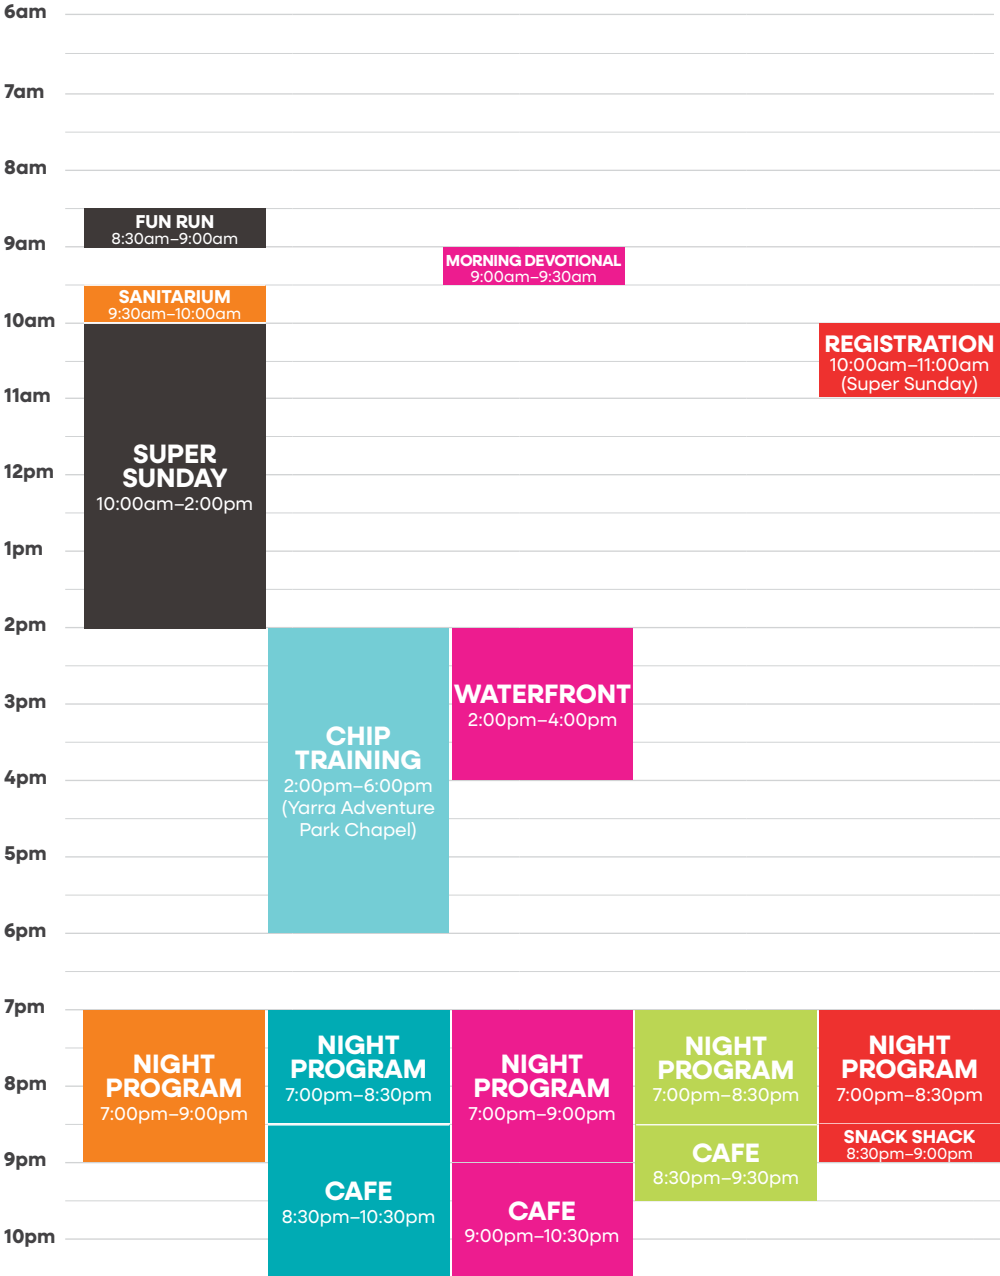 6am
7am
8am
FUN RUN
8:30am–9:00am
9am
MORNING DEVOTIONAL
9:00am–9:30am
SANITARIUM
9:30am–10:00am
10am
REGISTRATION
10:00am–11:00am
(Super Sunday)
11am
SUPER
SUNDAY
10:00am–2:00pm
12pm
1pm
2pm
WATERFRONT
2:00pm–4:00pm
3pm
CHIP
TRAINING
2:00pm–6:00pm
(Yarra Adventure
Park Chapel)
4pm
5pm
6pm
7pm
NIGHT
PROGRAM
7:00pm–9:00pm
NIGHT
PROGRAM
7:00pm–8:30pm
NIGHT
PROGRAM
7:00pm–9:00pm
NIGHT
PROGRAM
7:00pm–8:30pm
NIGHT
PROGRAM
7:00pm–8:30pm
8pm
SNACK SHACK
8:30pm–9:00pm
9pm
CAFE
8:30pm–10:30pm
CAFE
9:00pm–10:30pm
CAFE
8:30pm–9:30pm
10pm